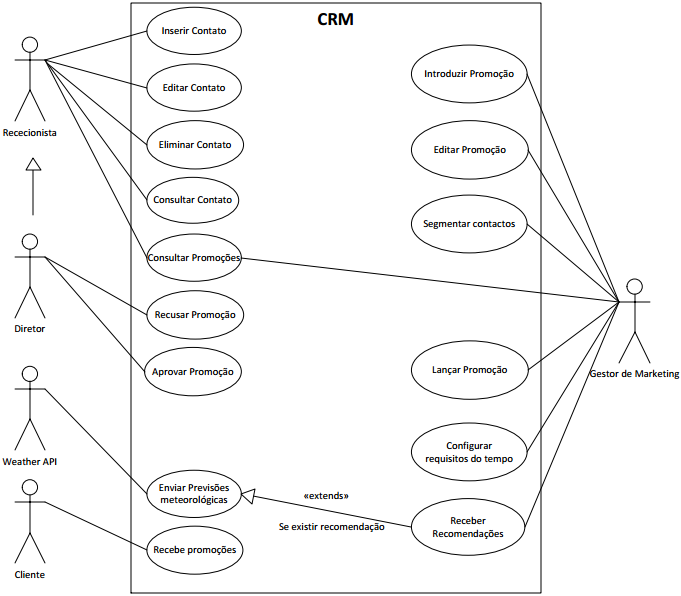 CRM
Inserir Contato
Introduzir Promoção
Editar Contato
Rececionista
Eliminar Contato
Editar Promoção
Consultar Contato
Segmentar contactos
Consultar Promoções
Diretor
Recusar Promoção
Aprovar Promoção
Lançar Promoção
Gestor de Marketing
Weather API
Configurar
requisitos do tempo
Enviar Previsões
meteorológicas
«extends»
Se existir recomendação
Receber
Recomendações
Recebe promoções
Cliente